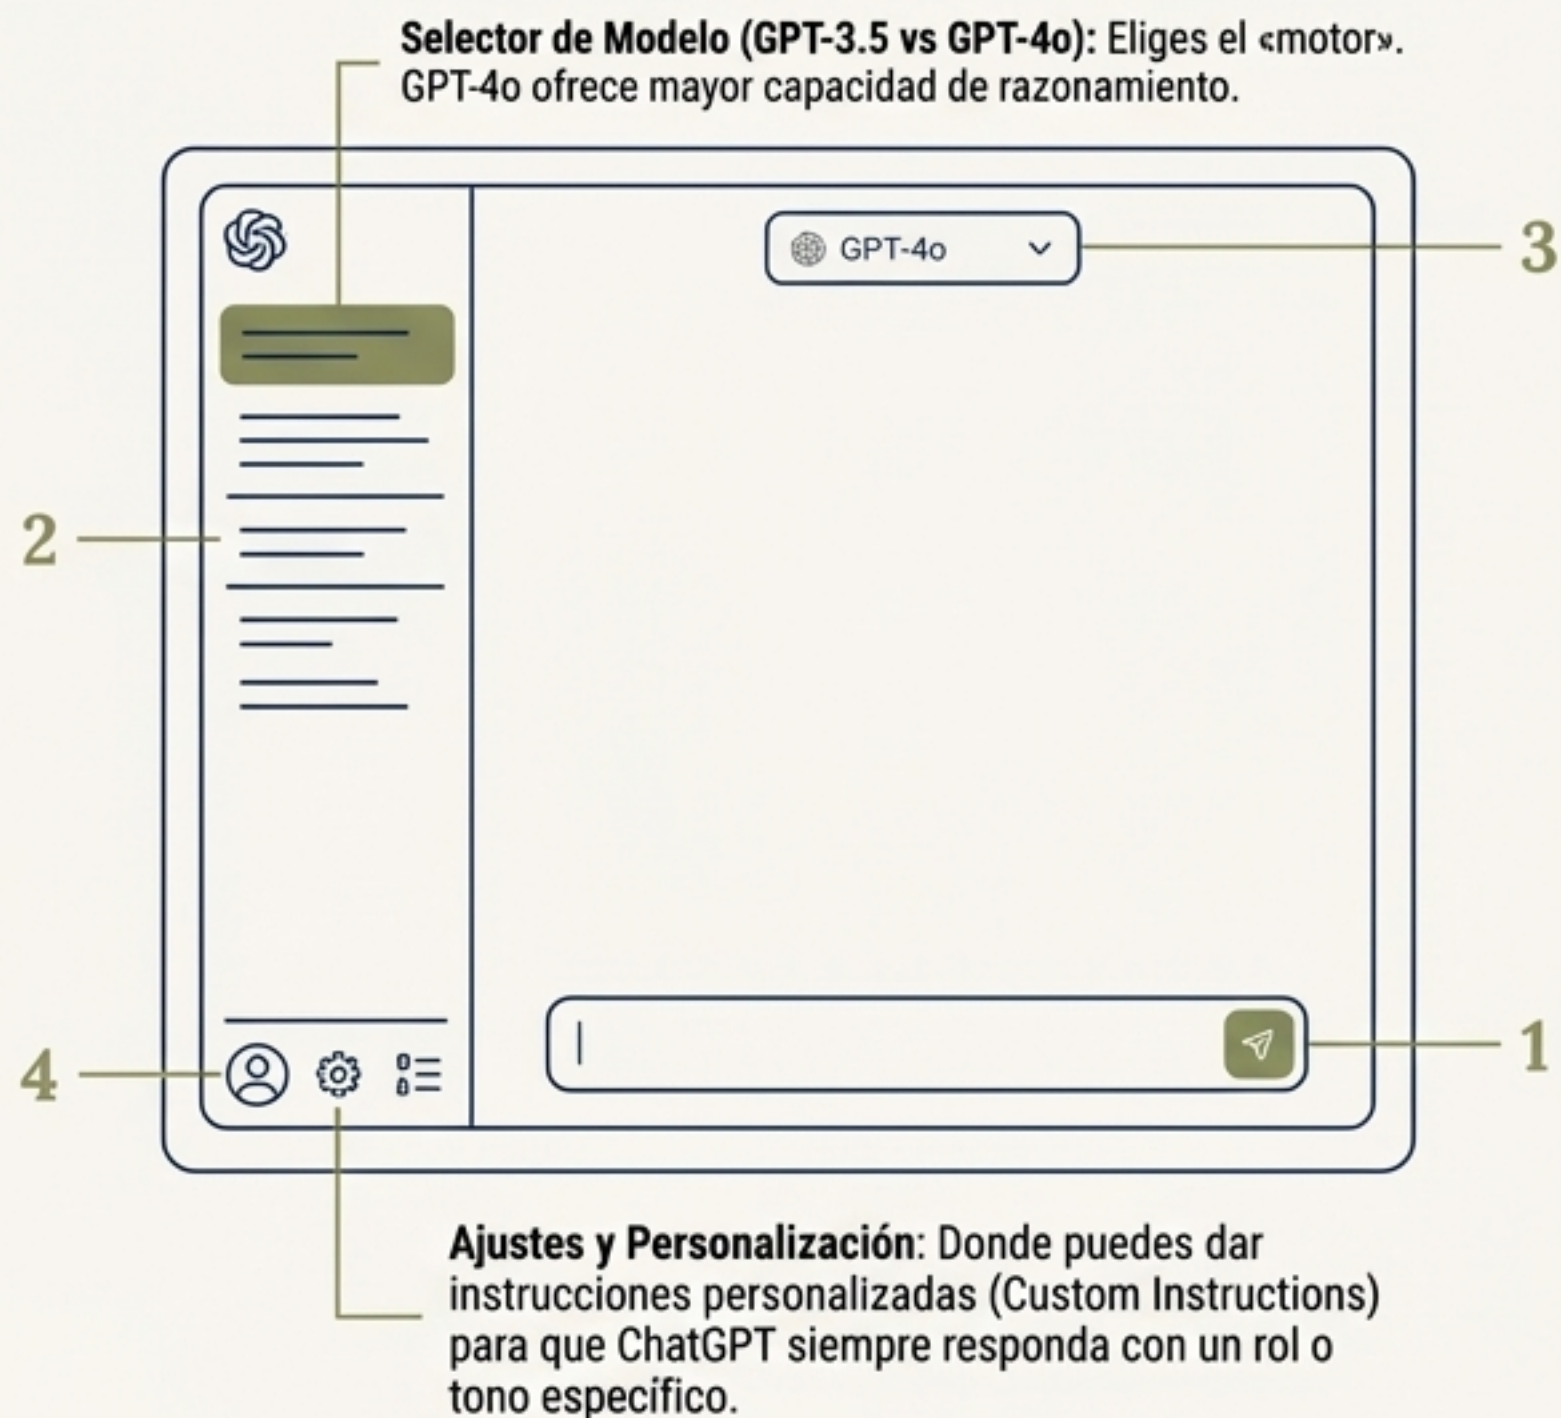 Selector de Modelo (GPT-3.5 vs GPT-4o): Eliges el «motor».
GPT-4o ofrece mayor capacidad de razonamiento.
GPT-4o
3
2
4
1
Ajustes y Personalización: Donde puedes dar
instrucciones personalizadas (Custom Instructions)
para que ChatGPT siempre responda con un rol o
tono específico.